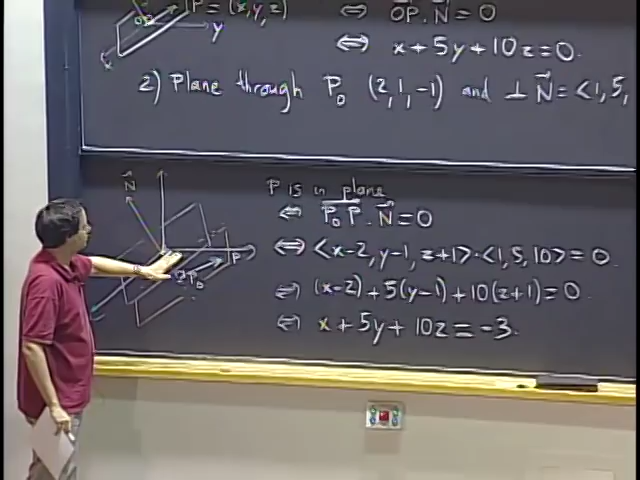 P = (x, y, z)
⇔ OP⃗ . N⃗ = 0
y
x
⇔ x + 5y + 10z = 0.
2) Plane through P₀ (2, 1, -1) and ⊥ N⃗ = <1, 5,
N⃗
P is in plane
⇔ P₀P⃗ . N⃗ = 0
P
P₀
⇔ <x-2, y-1, z+1> · <1, 5, 10> = 0
⇔ (x-2) + 5(y-1) + 10(z+1) = 0
⇔ x + 5y + 10z = -3.